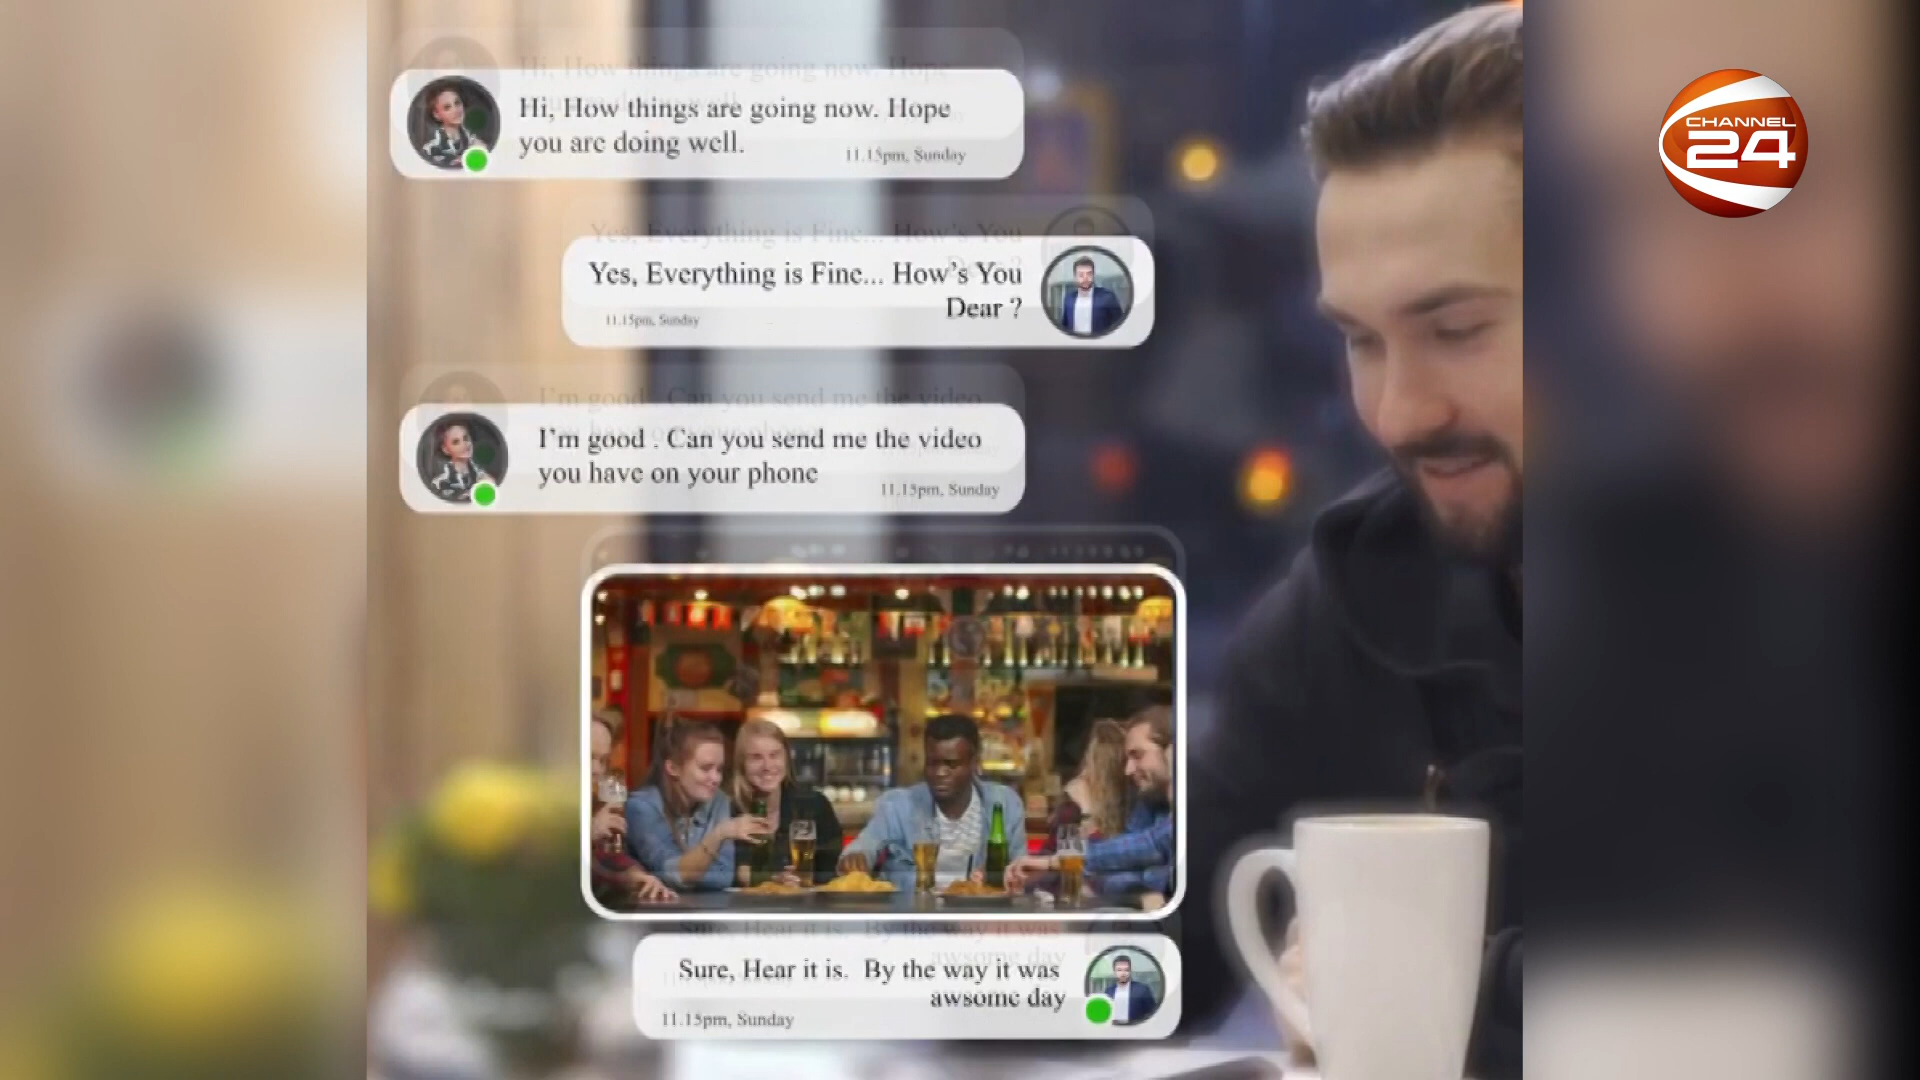 CHANNEL
24
Hi, How things are going now. Hope
you are doing well.
11.15pm, Sunday
Yes, Everything is Fine... How's You
Dear ?
11.15pm, Sunday
I'm good . Can you send me the video
you have on your phone
11.15pm, Sunday
Sure, Hear it is. By the way it was
awsome day
11.15pm, Sunday